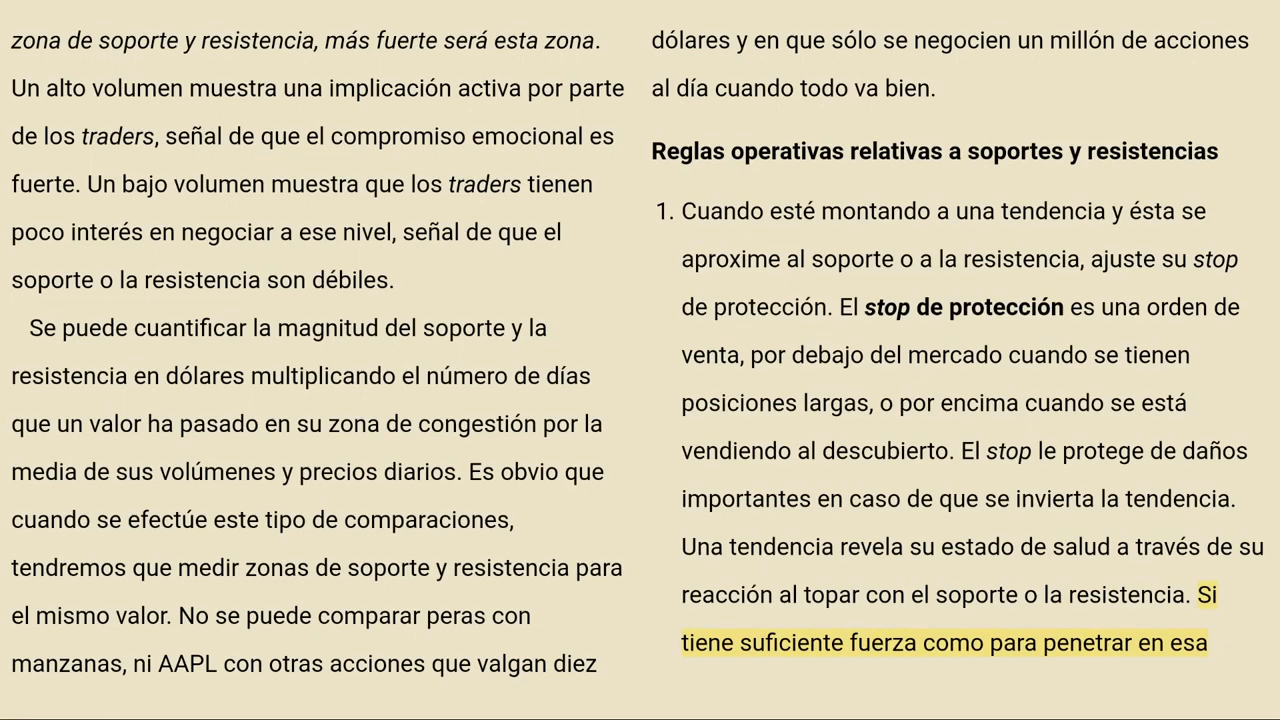 zona de soporte y resistencia, más fuerte será esta zona.
Un alto volumen muestra una implicación activa por parte
de los traders, señal de que el compromiso emocional es
fuerte. Un bajo volumen muestra que los traders tienen
poco interés en negociar a ese nivel, señal de que el
soporte o la resistencia son débiles.
Se puede cuantificar la magnitud del soporte y la
resistencia en dólares multiplicando el número de días
que un valor ha pasado en su zona de congestión por la
media de sus volúmenes y precios diarios. Es obvio que
cuando se efectúe este tipo de comparaciones,
tendremos que medir zonas de soporte y resistencia para
el mismo valor. No se puede comparar peras con
manzanas, ni AAPL con otras acciones que valgan diez
dólares y en que sólo se negocien un millón de acciones
al día cuando todo va bien.
Reglas operativas relativas a soportes y resistencias
1. Cuando esté montando a una tendencia y ésta se
aproxime al soporte o a la resistencia, ajuste su stop
de protección. El stop de protección es una orden de
venta, por debajo del mercado cuando se tienen
posiciones largas, o por encima cuando se está
vendiendo al descubierto. El stop le protege de daños
importantes en caso de que se invierta la tendencia.
Una tendencia revela su estado de salud a través de su
reacción al topar con el soporte o la resistencia. Si
tiene suficiente fuerza como para penetrar en esa